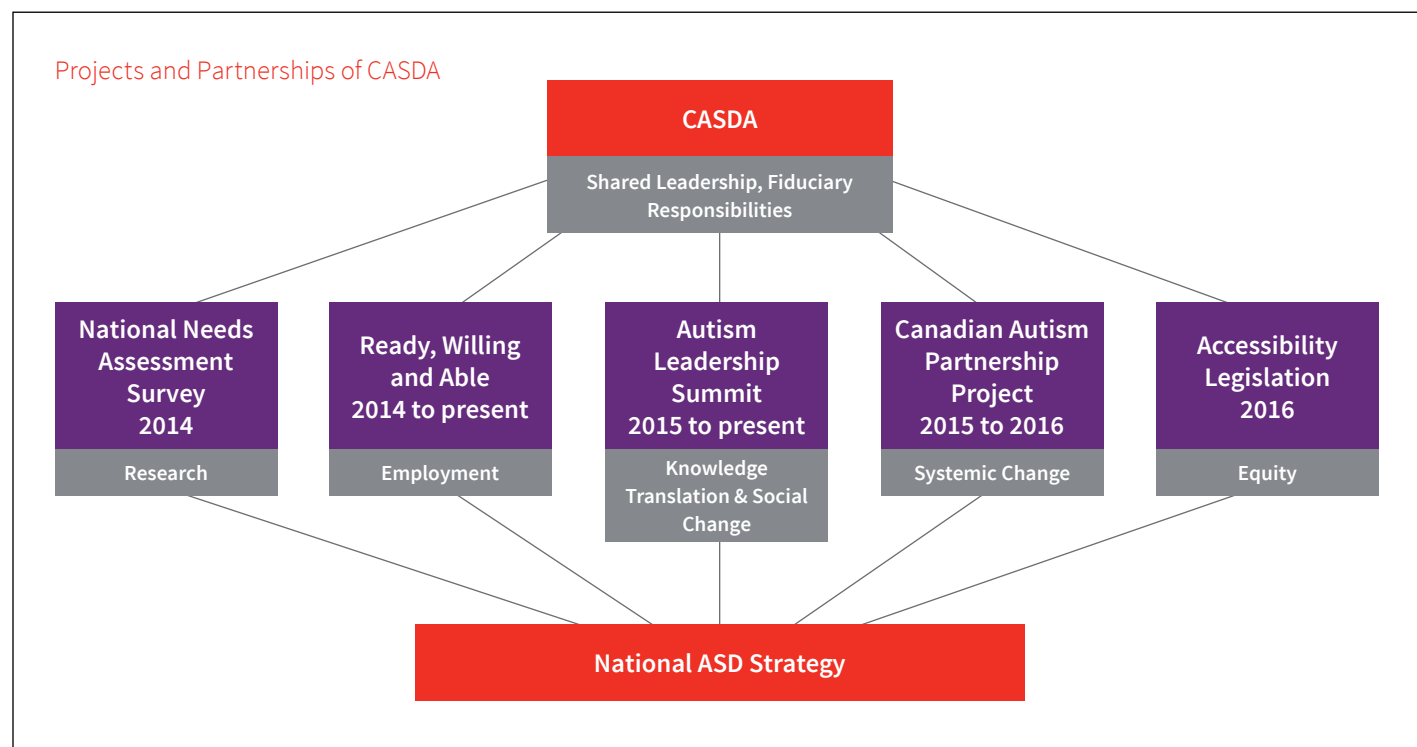 Projects and Partnerships of CASDA
CASDA
Shared Leadership, Fiduciary
Responsibilities
National Needs
Assessment
Survey
2014
Research
Ready, Willing
and Able
2014 to present
Employment
Autism
Leadership
Summit
2015 to present
Knowledge
Translation & Social
Change
Canadian Autism
Partnership
Project
2015 to 2016
Systemic Change
Accessibility
Legislation
2016
Equity
National ASD Strategy